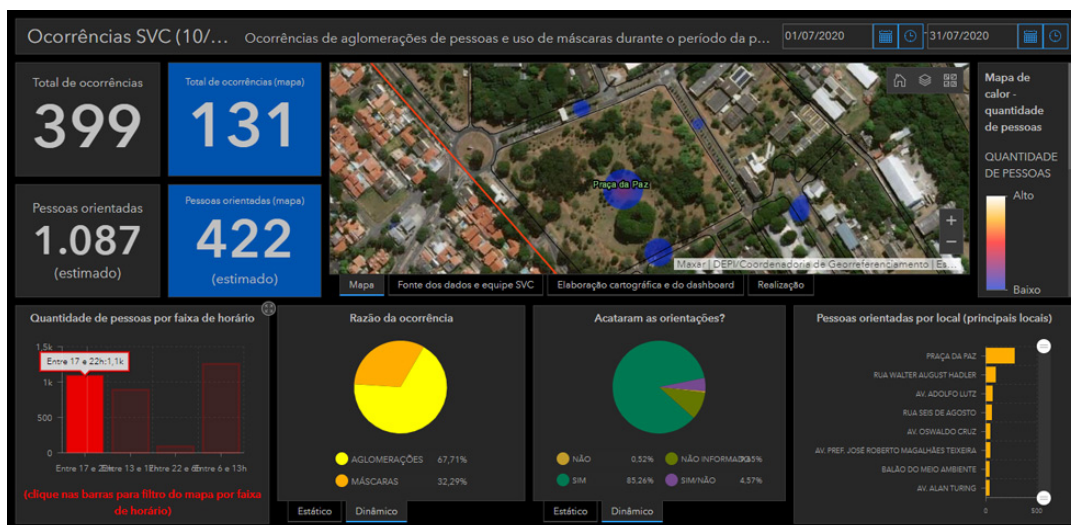 Ocorrências SVC (10/...
Ocorrências de aglomerações de pessoas e uso de máscaras durante o período da p...
01/07/2020
-31/07/2020
Total de ocorrências
399
Total de ocorrências (mapa)
131
Pessoas orientadas
1.087
(estimado)
Pessoas orientadas (mapa)
422
(estimado)
Praça da Paz
Maxar | DEPI/Coordenadoria de Georreferenciamento | Es...
Mapa
Fonte dos dados e equipe SVC
Elaboração cartográfica e do dashboard
Realização
Mapa de
calor -
quantidade
de pessoas
QUANTIDADE
DE PESSOAS
Alto
Baixo
Quantidade de pessoas por faixa de horário
1,5k
Entre 17 e 22h:1,1k
1k
500
0
Entre 17 e
Entre 13 e
Entre 22 e
Entre 6 e 13h
(clique nas barras para filtro do mapa por faixa
de horário)
Razão da ocorrência
AGLOMERAÇÕES 67,71%
MÁSCARAS 32,29%
Estático
Dinâmico
Acataram as orientações?
NÃO 0,52%
NÃO INFORMADO
SIM 85,26%
SIM/NÃO 4,57%
Estático
Dinâmico
Pessoas orientadas por local (principais locais)
PRAÇA DA PAZ
RUA WALTER AUGUST HADLER
AV. ADOLFO LUTZ
RUA SEIS DE AGOSTO
AV. OSWALDO CRUZ
AV. PREF. JOSÉ ROBERTO MAGALHÃES TEIXEIRA
BALÃO DO MEIO AMBIENTE
AV. ALAN TURING
0
500